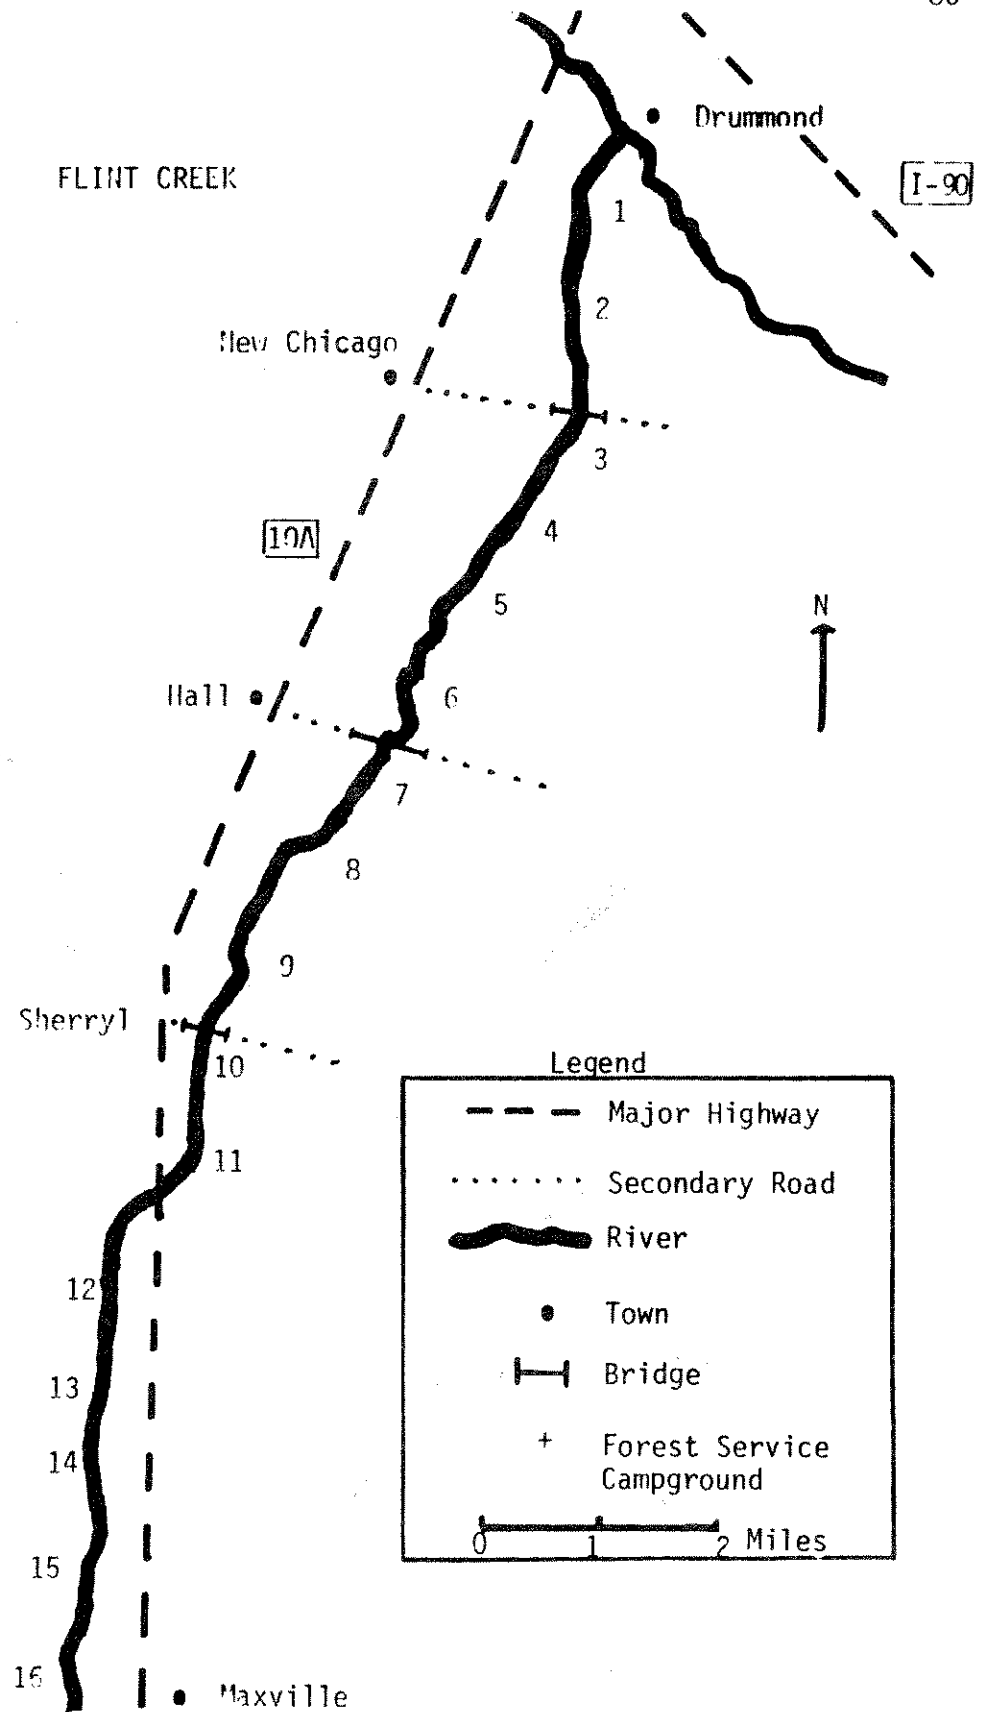 Drummond
FLINT CREEK
I-90
1
2
New Chicago
3
4
10A
5
N
6
Hall
7
8
9
Sherryl
10
11
12
13
14
15
16
Maxville
Legend
Major Highway
Secondary Road
River
Town
Bridge
Forest Service
Campground
0 1 2 Miles